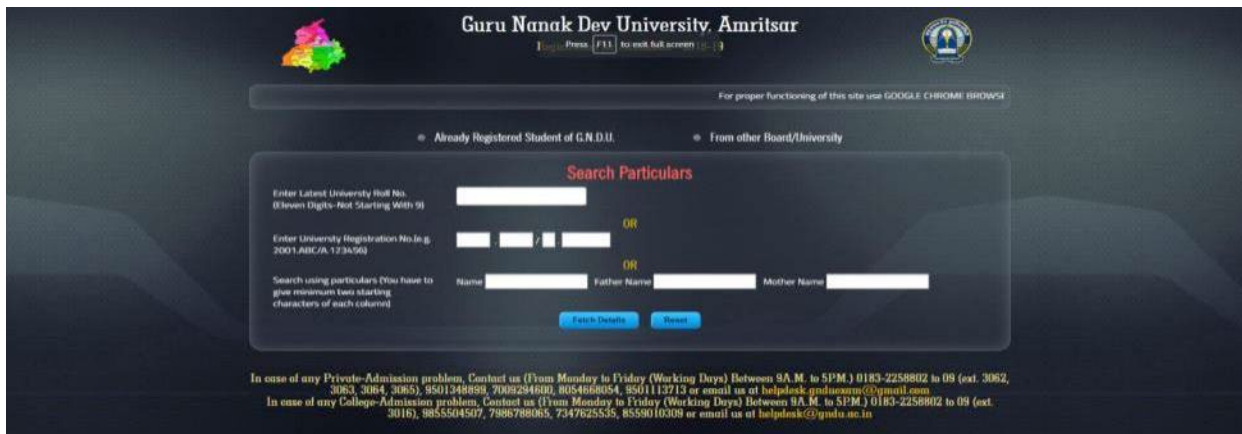 Guru Nanak Dev University, Amritsar
Press F11 to exit full screen
For proper functioning of this site use GOOGLE CHROME BROWSE
Already Registered Student of G.N.D.U. From other Board/University
Search Particulars
Enter Latest Universty Roll No.
(Eleven Digits-Not Starting With 9)
OR
Enter Universty Registration No.(e.g.
2001.ABC/A.123456)
OR
Search using particulars (You have to
give minimum two starting
characters of each column)
Name Father Name Mother Name
Fetch Details Reset
In case of any Private-Admission problem, Contact us (From Monday to Friday (Working Days) Between 9A.M. to 5P.M.) 0183-2258802 to 09 (ext. 3062,
3063, 3064, 3065), 9501348899, 7009294600, 8054668054, 9501113713 or email us at helpdesk.gnduexam@gmail.com
In case of any College-Admission problem, Contact us (From Monday to Friday (Working Days) Between 9A.M. to 5P.M.) 0183-2258802 to 09 (ext.
3016), 9855504507, 7986788065, 7347625535, 8559010309 or email us at helpdesk@gndu.ac.in